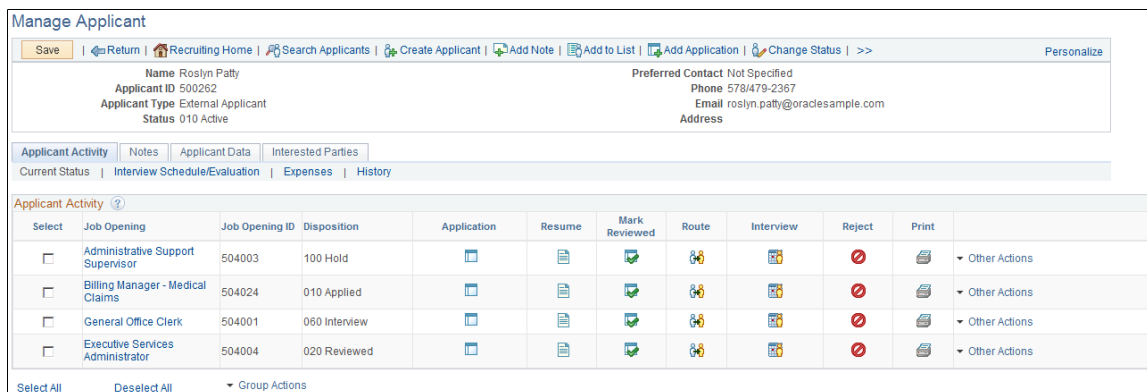 Manage Applicant
Save | Return | Recruiting Home | Search Applicants | Create Applicant | Add Note | Add to List | Add Application | Change Status | >> Personalize
Name Roslyn Patty Preferred Contact Not Specified
Applicant ID 500262 Phone 578/479-2367
Applicant Type External Applicant Email roslyn.patty@oraclesample.com
Status 010 Active Address
Applicant Activity Notes Applicant Data Interested Parties
Current Status | Interview Schedule/Evaluation | Expenses | History
Applicant Activity ?
Select Job Opening Job Opening ID Disposition Application Resume Mark Reviewed Route Interview Reject Print
Administrative Support Supervisor 504003 100 Hold Other Actions
Billing Manager - Medical Claims 504024 010 Applied Other Actions
General Office Clerk 504001 060 Interview Other Actions
Executive Services Administrator 504004 020 Reviewed Other Actions
Select All Deselect All Group Actions